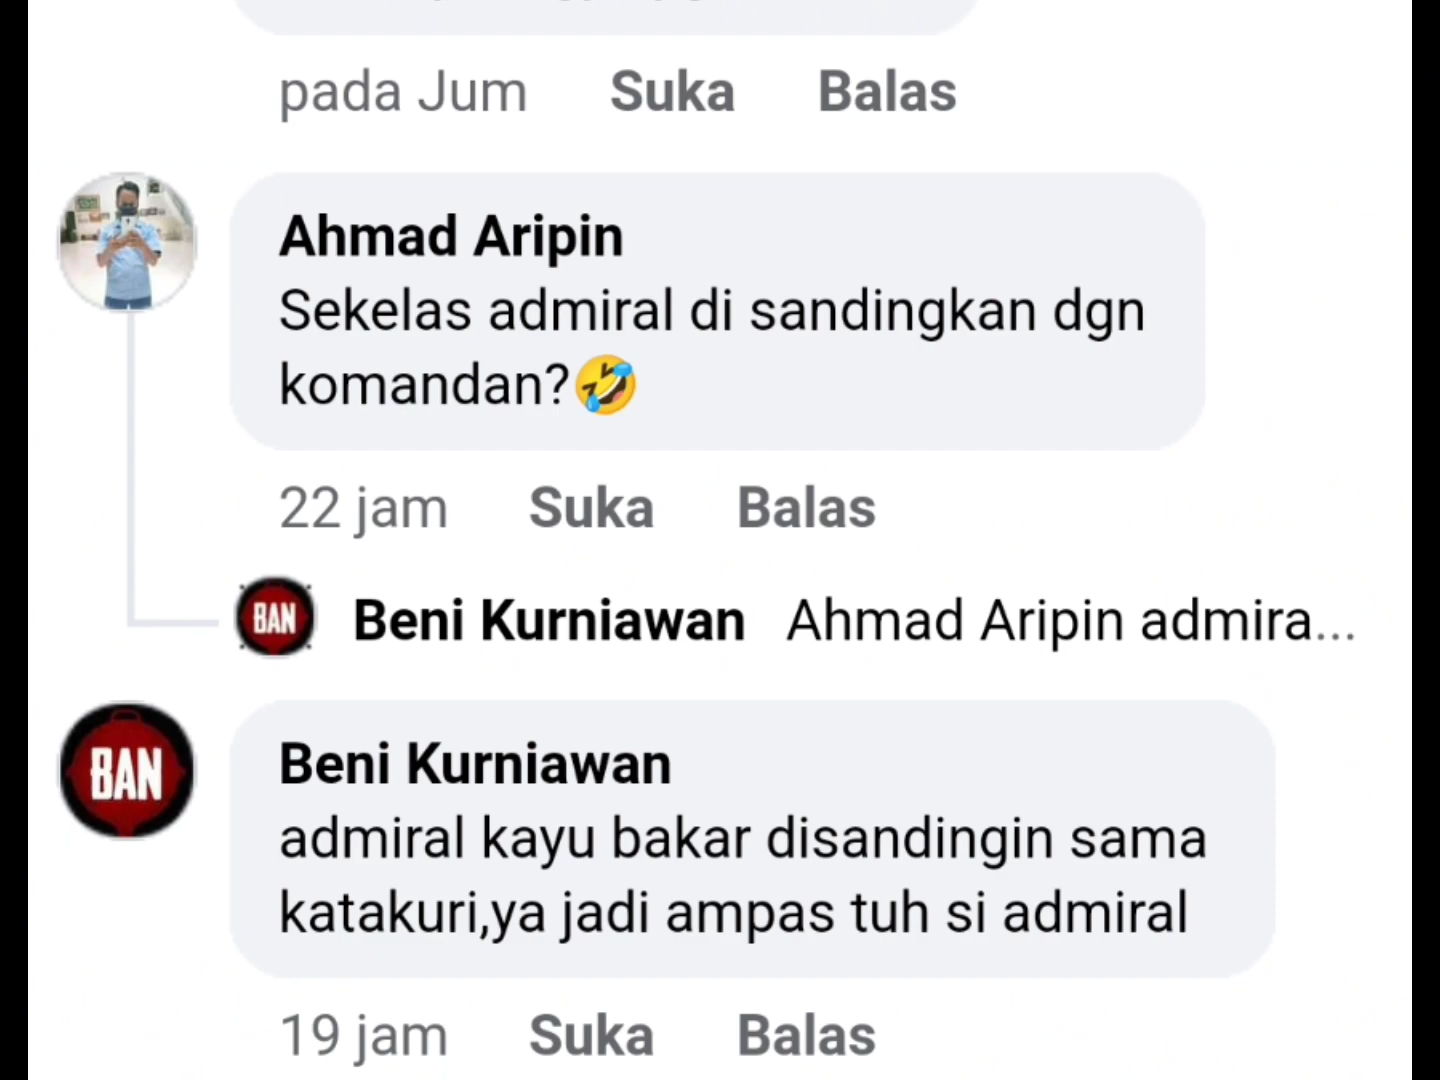 pada Jum Suka Balas
Ahmad Aripin
Sekelas admiral di sandingkan dgn
komandan?🤣
22 jam Suka Balas
BAN Beni Kurniawan Ahmad Aripin admira...
BAN
Beni Kurniawan
admiral kayu bakar disandingin sama
katakuri,ya jadi ampas tuh si admiral
19 jam Suka Balas